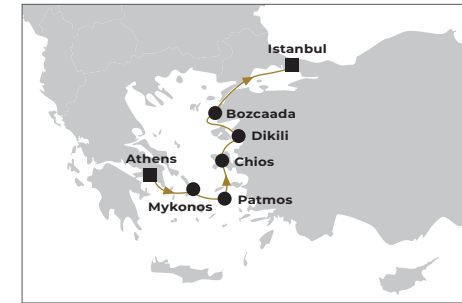 Istanbul
Bozcaada
Dikili
Athens
Chios
Mykonos
Patmos